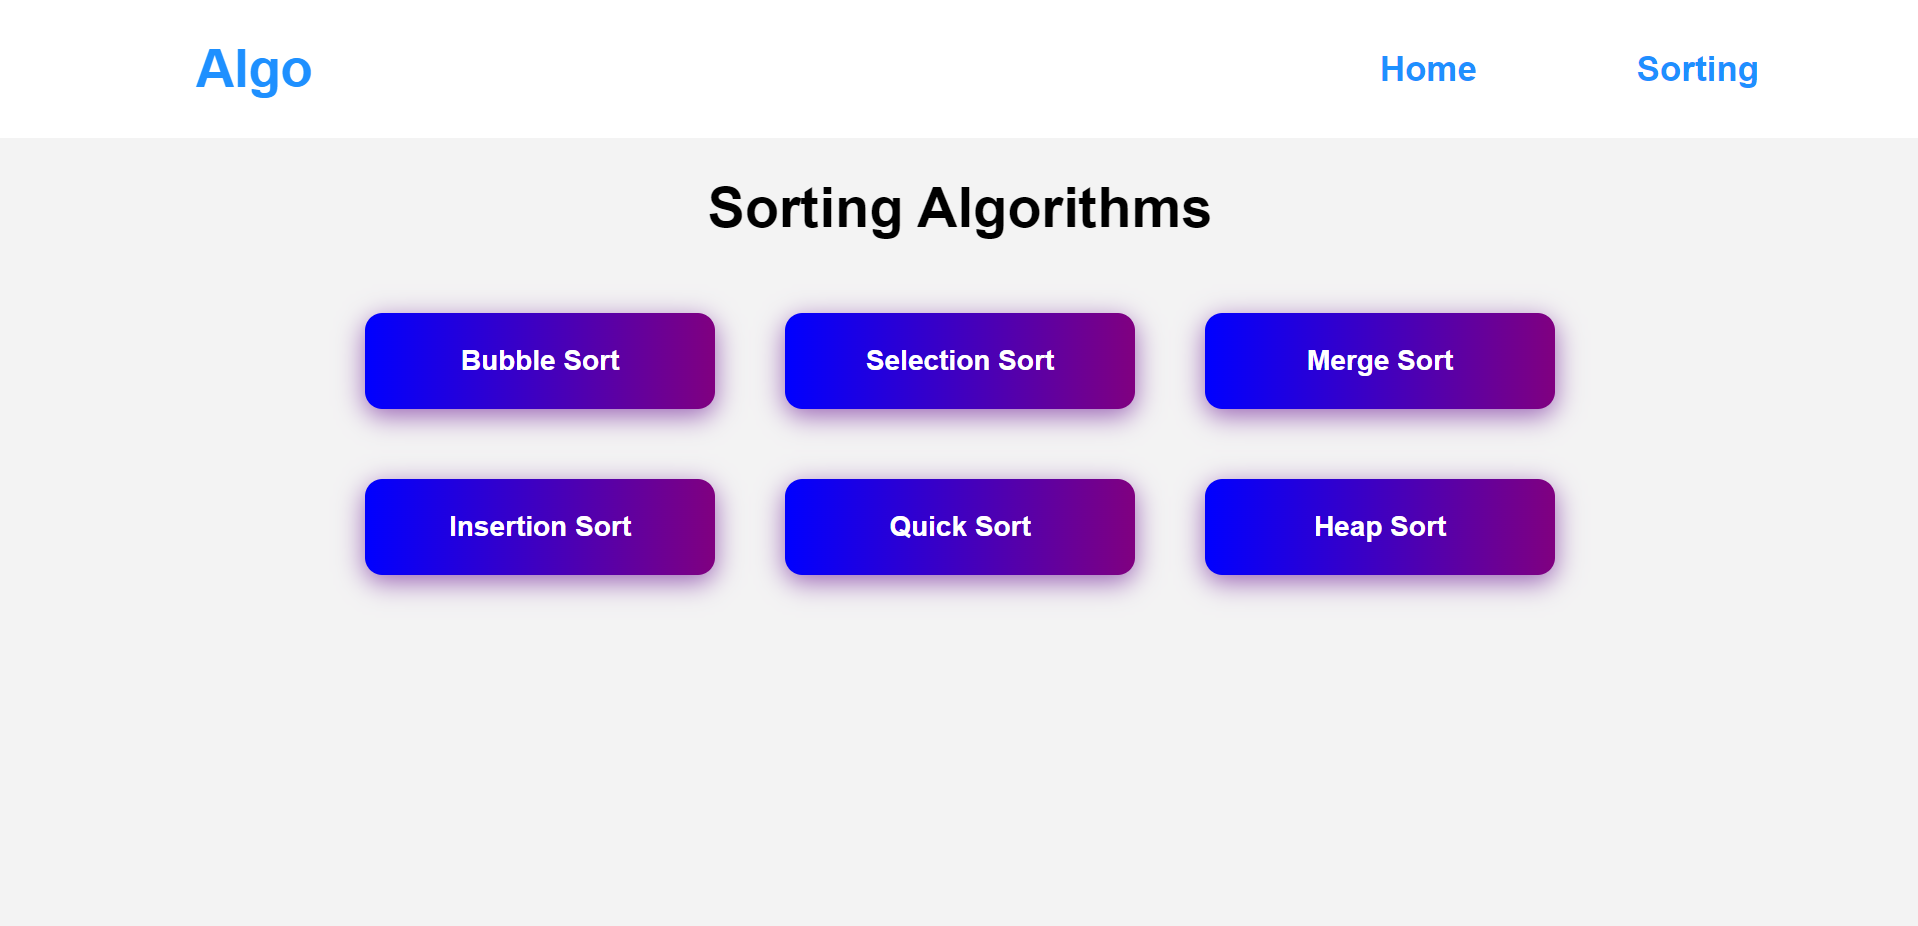 Algo
Home
Sorting
Sorting Algorithms
Bubble Sort
Selection Sort
Merge Sort
Insertion Sort
Quick Sort
Heap Sort